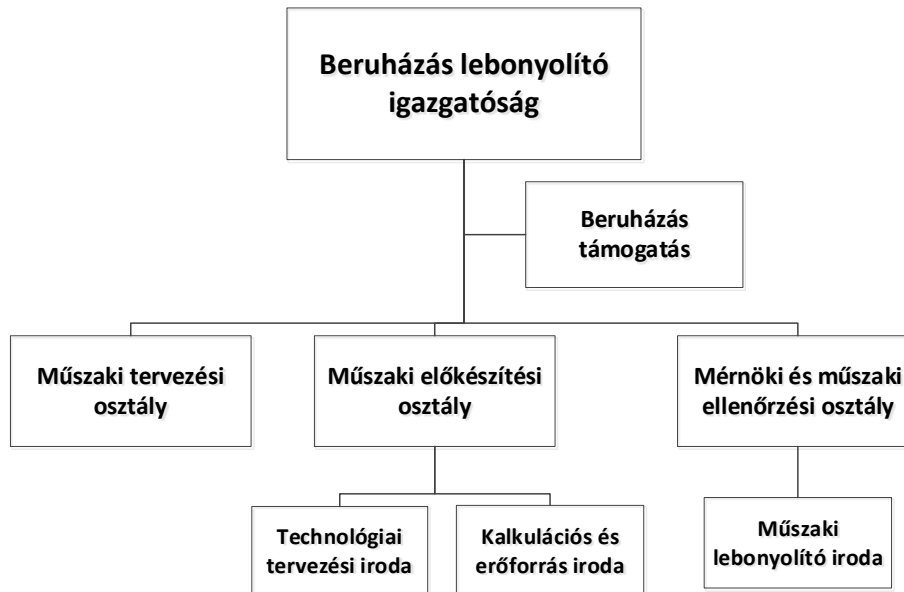 Beruházás lebonyolító
igazgatóság
Beruházás
támogatás
Műszaki tervezési
osztály
Műszaki előkészítési
osztály
Mérnöki és műszaki
ellenőrzési osztály
Technológiai
tervezési iroda
Kalkulációs és
erőforrás iroda
Műszaki
lebonyolító iroda